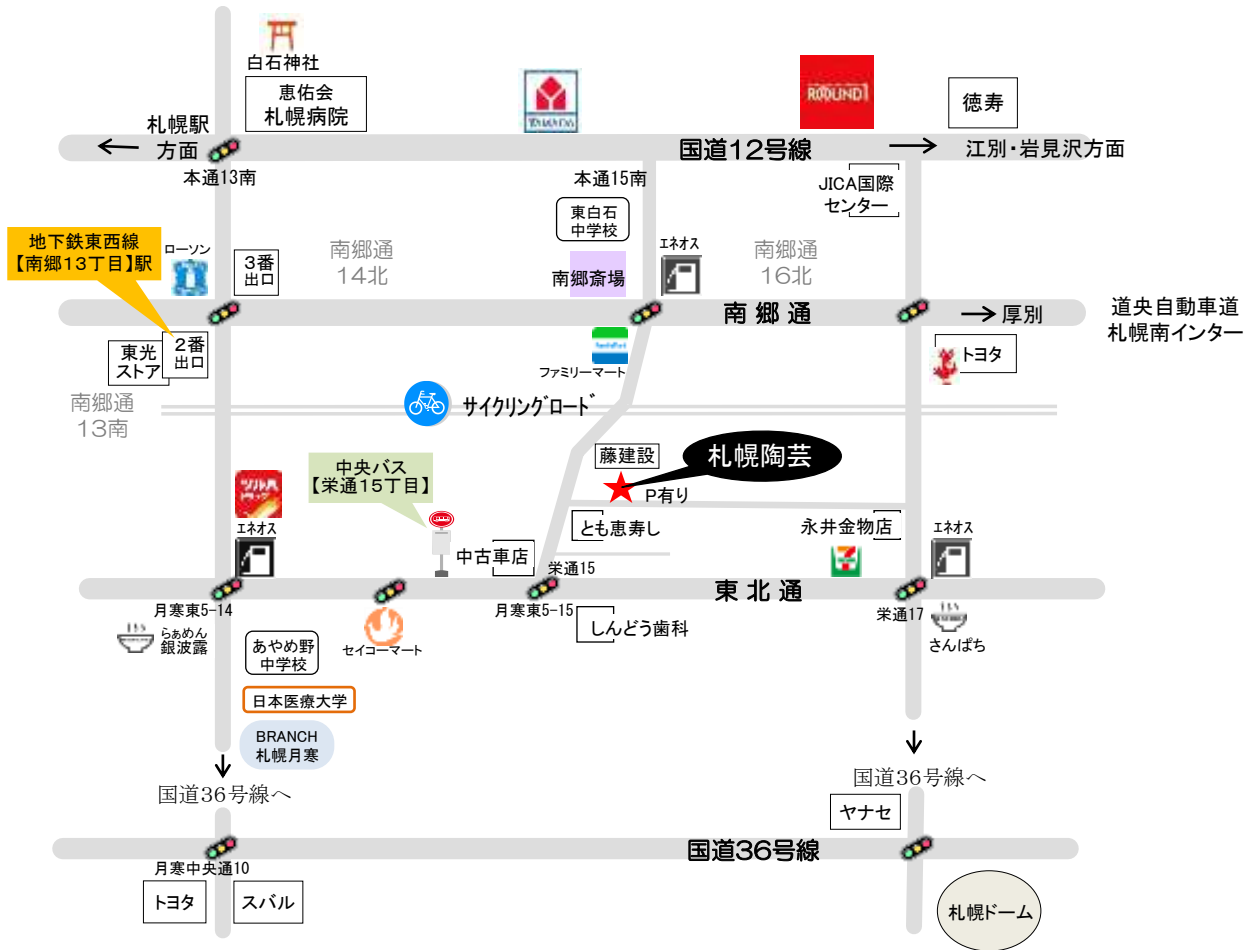 白石神社
恵佑会
札幌病院
YAMADA
ROUND1
徳寿
札幌駅
方面
国道12号線
江別・岩見沢方面
本通13南
本通15南
JICA国際
センター
東白石
中学校
地下鉄東西線
【南郷13丁目】駅
ローソン
3番
出口
南郷通
14北
南郷斎場
エネオス
南郷通
16北
南郷通
厚別
道央自動車道
札幌南インター
東光
ストア
2番
出口
FamilyMart
ファミリーマート
トヨタ
南郷通
13南
サイクリングロード
中央バス
【栄通15丁目】
藤建設
札幌陶芸
P有り
ツルハ
ドラッグ
エネオス
とも恵寿し
永井金物店
エネオス
中古車店
栄通15
東北通
月寒東5-14
月寒東5-15
栄通17
らぁめん
銀波露
あやめ野
中学校
セイコーマート
しんどう歯科
さんぱち
日本医療大学
BRANCH
札幌月寒
国道36号線へ
国道36号線へ
ヤナセ
国道36号線
月寒中央通10
トヨタ
スバル
札幌ドーム